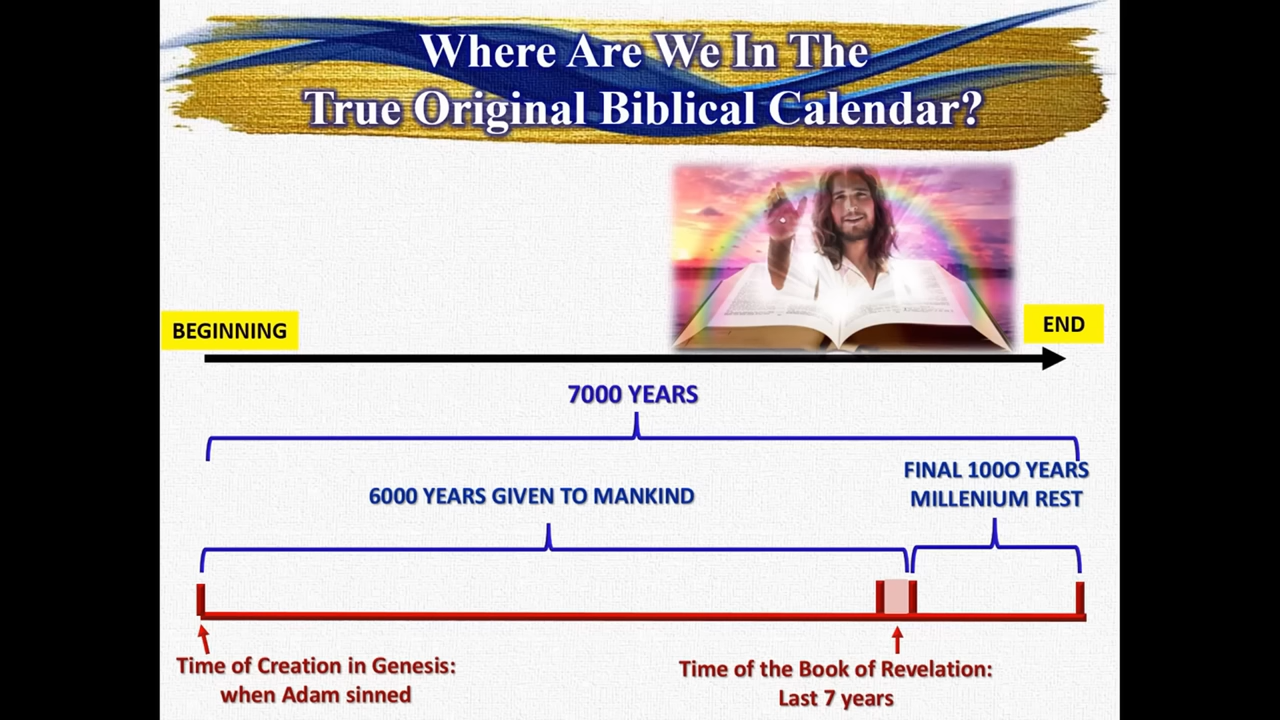 Where Are We In The
True Original Biblical Calendar?
BEGINNING
END
7000 YEARS
FINAL 100O YEARS
MILLENIUM REST
6000 YEARS GIVEN TO MANKIND
Time of Creation in Genesis:
when Adam sinned
Time of the Book of Revelation:
Last 7 years